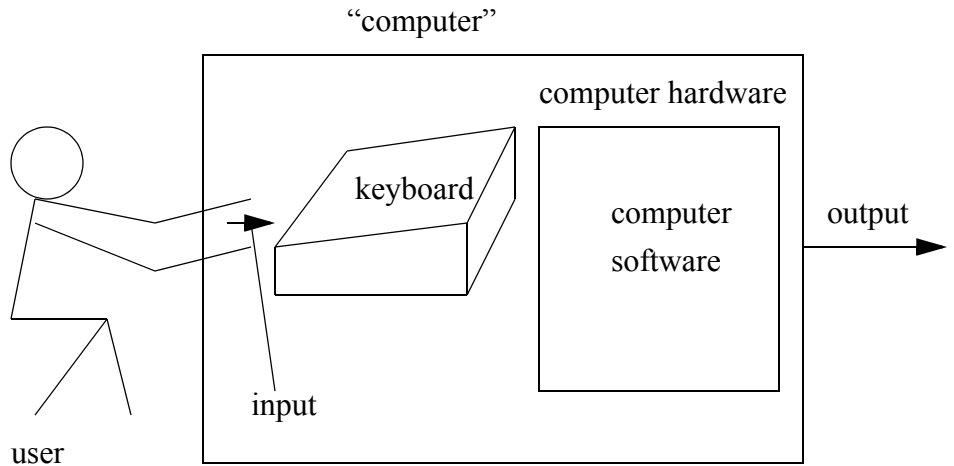 “computer”
computer hardware
keyboard
computer
software
output
input
user